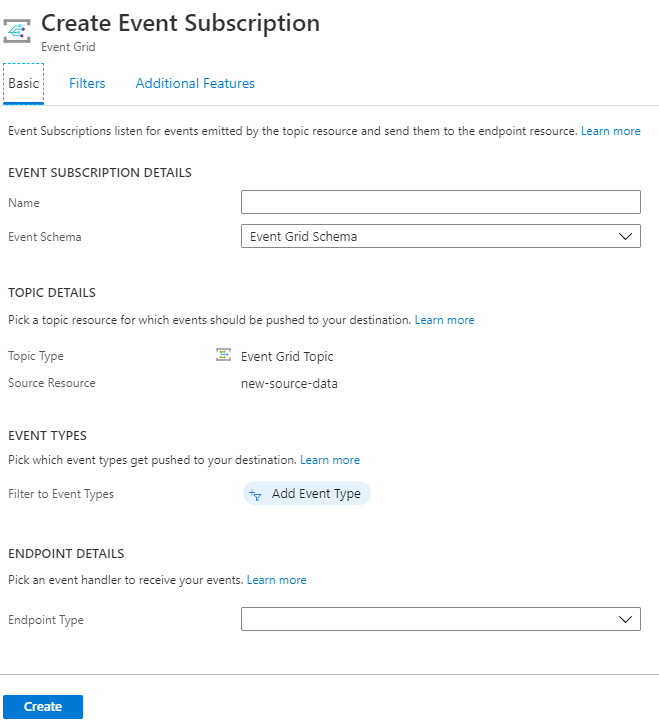 Create Event Subscription
Event Grid
Basic Filters Additional Features
Event Subscriptions listen for events emitted by the topic resource and send them to the endpoint resource. Learn more
EVENT SUBSCRIPTION DETAILS
Name
Event Schema Event Grid Schema
TOPIC DETAILS
Pick a topic resource for which events should be pushed to your destination. Learn more
Topic Type Event Grid Topic
Source Resource new-source-data
EVENT TYPES
Pick which event types get pushed to your destination. Learn more
Filter to Event Types Add Event Type
ENDPOINT DETAILS
Pick an event handler to receive your events. Learn more
Endpoint Type
Create